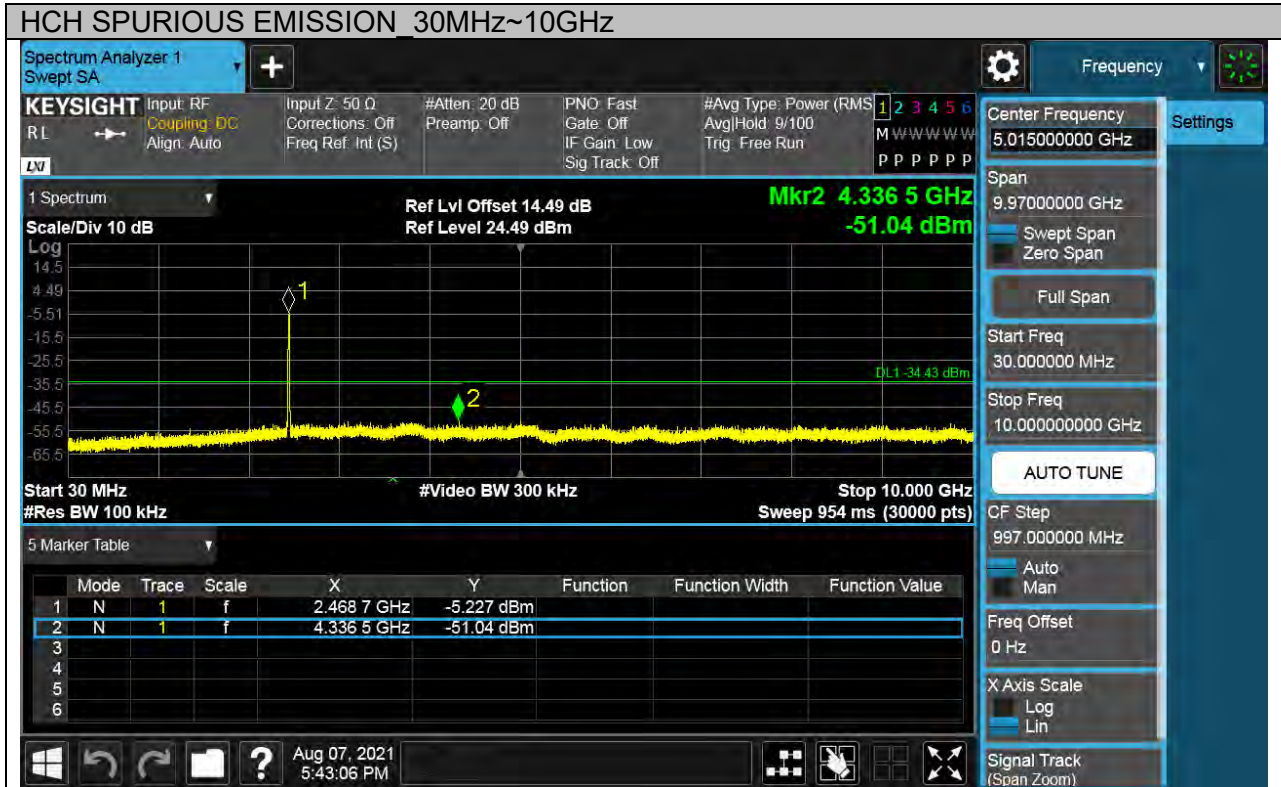 HCH SPURIOUS EMISSION_30MHz~10GHz
Spectrum Analyzer 1
Swept SA
Frequency
KEYSIGHT
RL
LXI
Input: RF
Coupling: DC
Align: Auto
Input Z: 50 Ω
Corrections: Off
Freq Ref: Int (S)
#Atten: 20 dB
Preamp: Off
PNO: Fast
Gate: Off
IF Gain: Low
Sig Track: Off
#Avg Type: Power (RMS
Avg|Hold: 9/100
Trig: Free Run
1 2 3 4 5 6
M W W W W W
P P P P P P
1 Spectrum
Scale/Div 10 dB
Ref Lvl Offset 14.49 dB
Ref Level 24.49 dBm
Mkr2 4.336 5 GHz
-51.04 dBm
Log
14.5
4.49
-5.51
-15.5
-25.5
-35.5
-45.5
-55.5
-65.5
1
2
DL1 -34.43 dBm
Start 30 MHz
#Res BW 100 kHz
#Video BW 300 kHz
Stop 10.000 GHz
Sweep 954 ms (30000 pts)
5 Marker Table
Mode Trace Scale X Y Function Function Width Function Value
1 N 1 f 2.468 7 GHz -5.227 dBm
2 N 1 f 4.336 5 GHz -51.04 dBm
3
4
5
6
Aug 07, 2021
5:43:06 PM
Center Frequency
5.015000000 GHz
Settings
Span
9.97000000 GHz
Swept Span
Zero Span
Full Span
Start Freq
30.000000 MHz
Stop Freq
10.000000000 GHz
AUTO TUNE
CF Step
997.000000 MHz
Auto
Man
Freq Offset
0 Hz
X Axis Scale
Log
Lin
Signal Track
(Span Zoom)